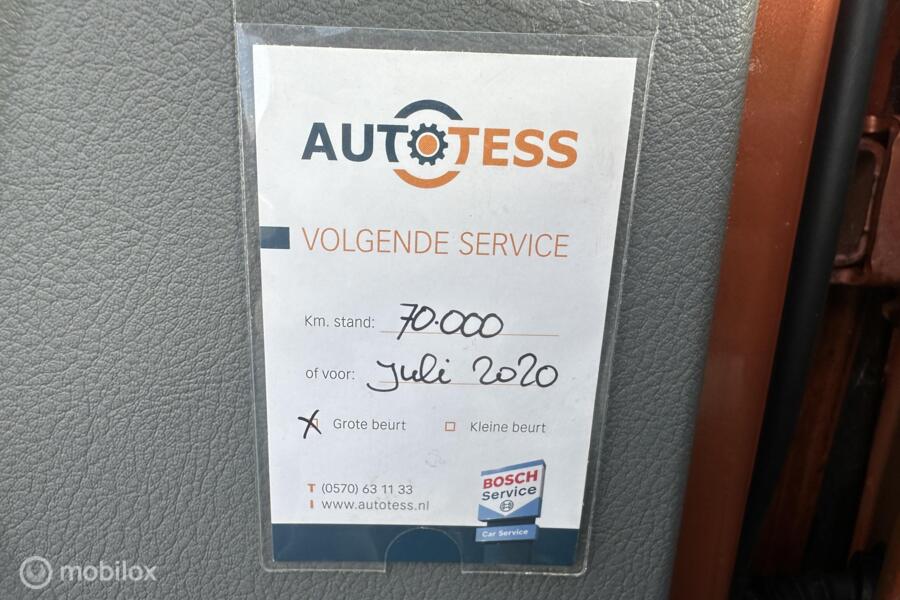 AUTOTESS
VOLGENDE SERVICE
Km. stand: 70.000
of voor: Juli 2020
X Grote beurt Kleine beurt
T (0570) 63 11 33
I www.autotess.nl
BOSCH
Service
Car Service
mobilox